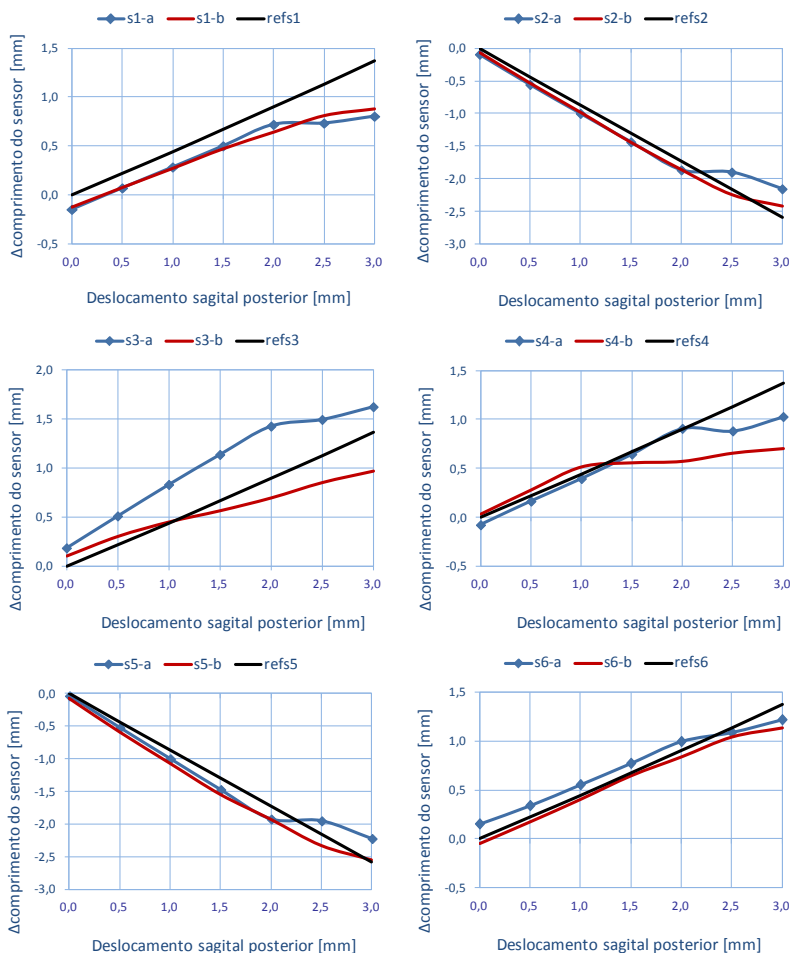 s1-a s1-b refs1
Δcomprimento do sensor [mm]
1,5
1,0
0,5
0,0
-0,5
0,0 0,5 1,0 1,5 2,0 2,5 3,0
Deslocamento sagital posterior [mm]
s2-a s2-b refs2
Δcomprimento do sensor [mm]
0,0
-0,5
-1,0
-1,5
-2,0
-2,5
-3,0
0,0 0,5 1,0 1,5 2,0 2,5 3,0
Deslocamento sagital posterior [mm]
s3-a s3-b refs3
Δcomprimento do sensor [mm]
2,0
1,5
1,0
0,5
0,0
0,0 0,5 1,0 1,5 2,0 2,5 3,0
Deslocamento sagital posterior [mm]
s4-a s4-b refs4
Δcomprimento do sensor [mm]
1,5
1,0
0,5
0,0
-0,5
0,0 0,5 1,0 1,5 2,0 2,5 3,0
Deslocamento sagital posterior [mm]
s5-a s5-b refs5
Δcomprimento do sensor [mm]
0,0
-0,5
-1,0
-1,5
-2,0
-2,5
-3,0
0,0 0,5 1,0 1,5 2,0 2,5 3,0
Deslocamento sagital posterior [mm]
s6-a s6-b refs6
Δcomprimento do sensor [mm]
1,5
1,0
0,5
0,0
-0,5
0,0 0,5 1,0 1,5 2,0 2,5 3,0
Deslocamento sagital posterior [mm]